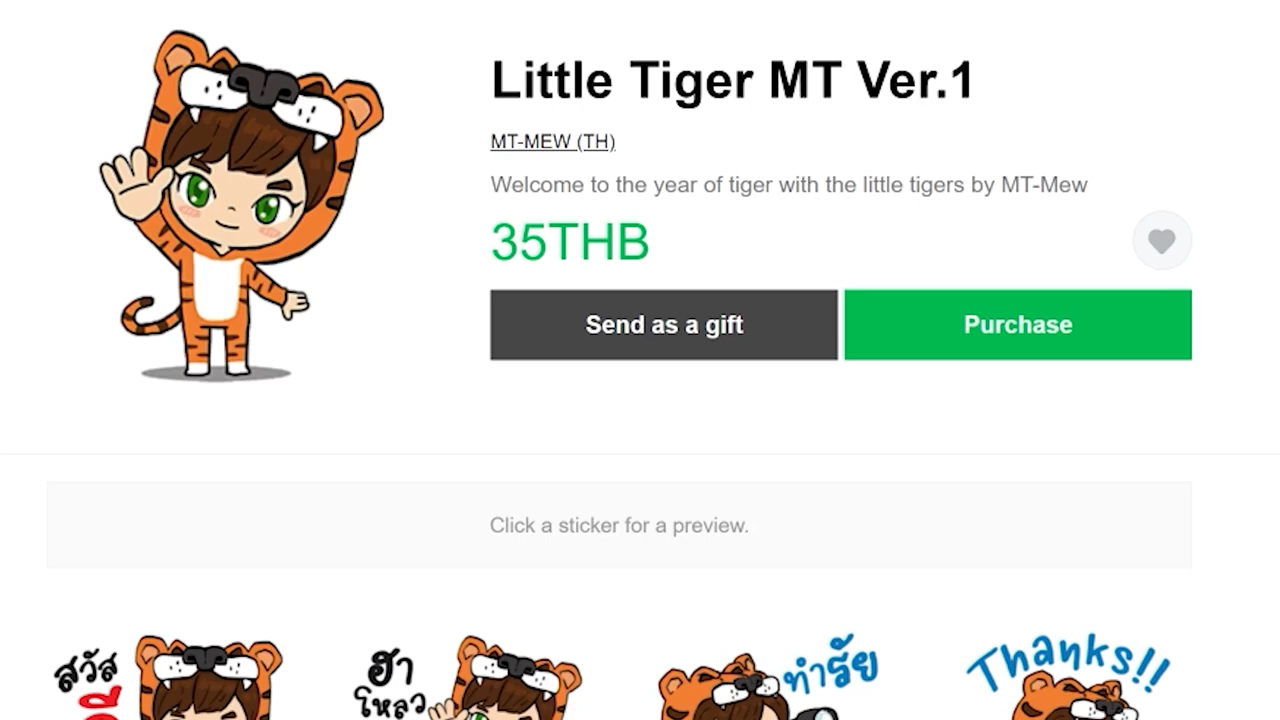 Little Tiger MT Ver.1
MT-MEW (TH)
Welcome to the year of tiger with the little tigers by MT-Mew
35THB
Send as a gift
Purchase
Click a sticker for a preview.
สวัส
ฮา
โหลว
ทำรัย
Thanks!!